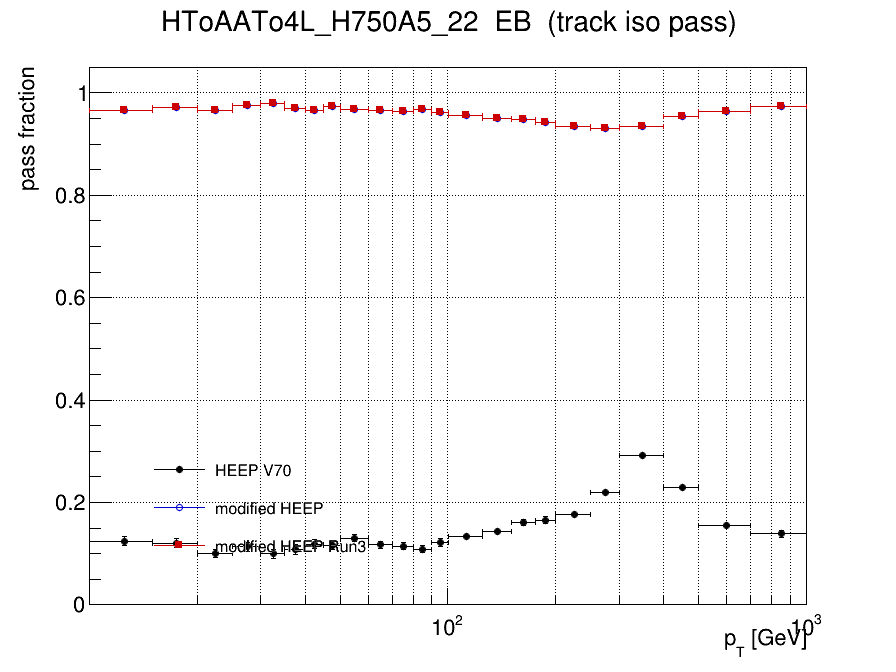 HToAATo4L_H750A5_22 EB (track iso pass)
pass fraction
1
0.8
0.6
0.4
0.2
0
HEEP V70
modified HEEP
modified HEEP Run3
10²
10³
p_T [GeV]